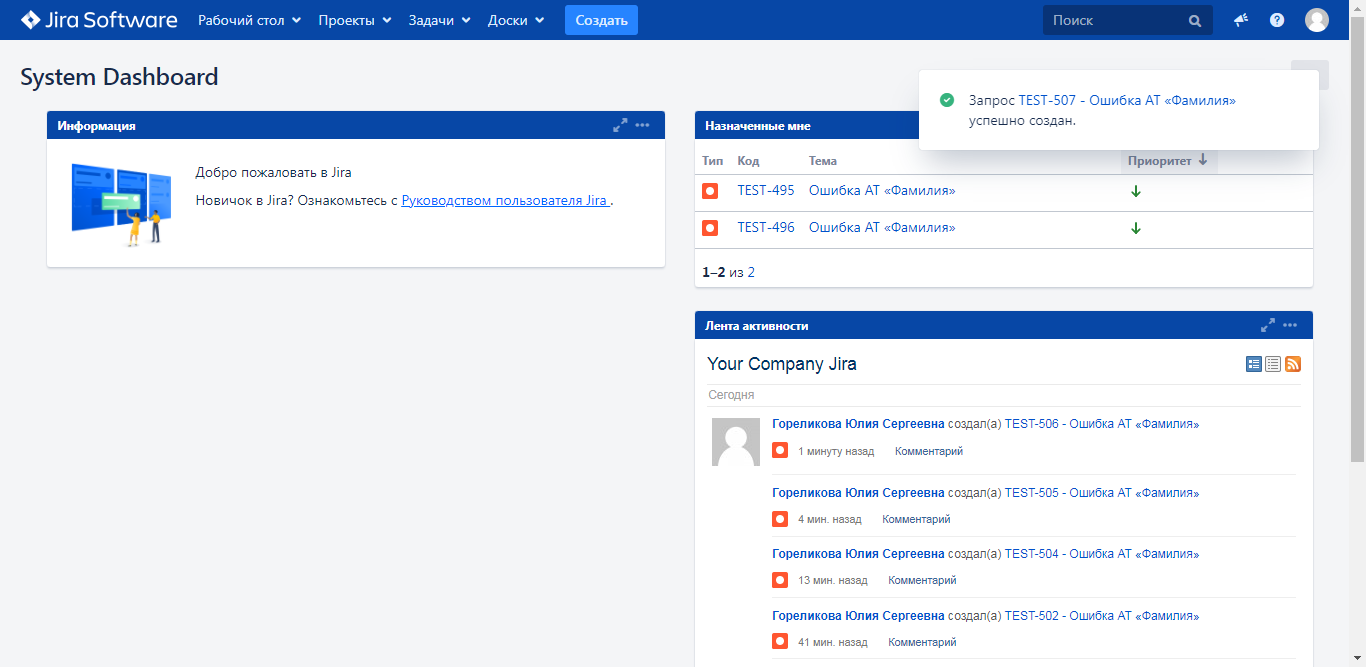 Jira Software Рабочий стол Проекты Задачи Доски Создать Поиск
System Dashboard
Запрос TEST-507 - Ошибка АТ «Фамилия»
успешно создан.
Информация
Добро пожаловать в Jira
Новичок в Jira? Ознакомьтесь с Руководством пользователя Jira .
Назначенные мне
Тип Код Тема Приоритет
TEST-495 Ошибка АТ «Фамилия»
TEST-496 Ошибка АТ «Фамилия»
1–2 из 2
Лента активности
Your Company Jira
Сегодня
Гореликова Юлия Сергеевна создал(а) TEST-506 - Ошибка АТ «Фамилия»
1 минуту назад Комментарий
Гореликова Юлия Сергеевна создал(а) TEST-505 - Ошибка АТ «Фамилия»
4 мин. назад Комментарий
Гореликова Юлия Сергеевна создал(а) TEST-504 - Ошибка АТ «Фамилия»
13 мин. назад Комментарий
Гореликова Юлия Сергеевна создал(а) TEST-502 - Ошибка АТ «Фамилия»
41 мин. назад Комментарий